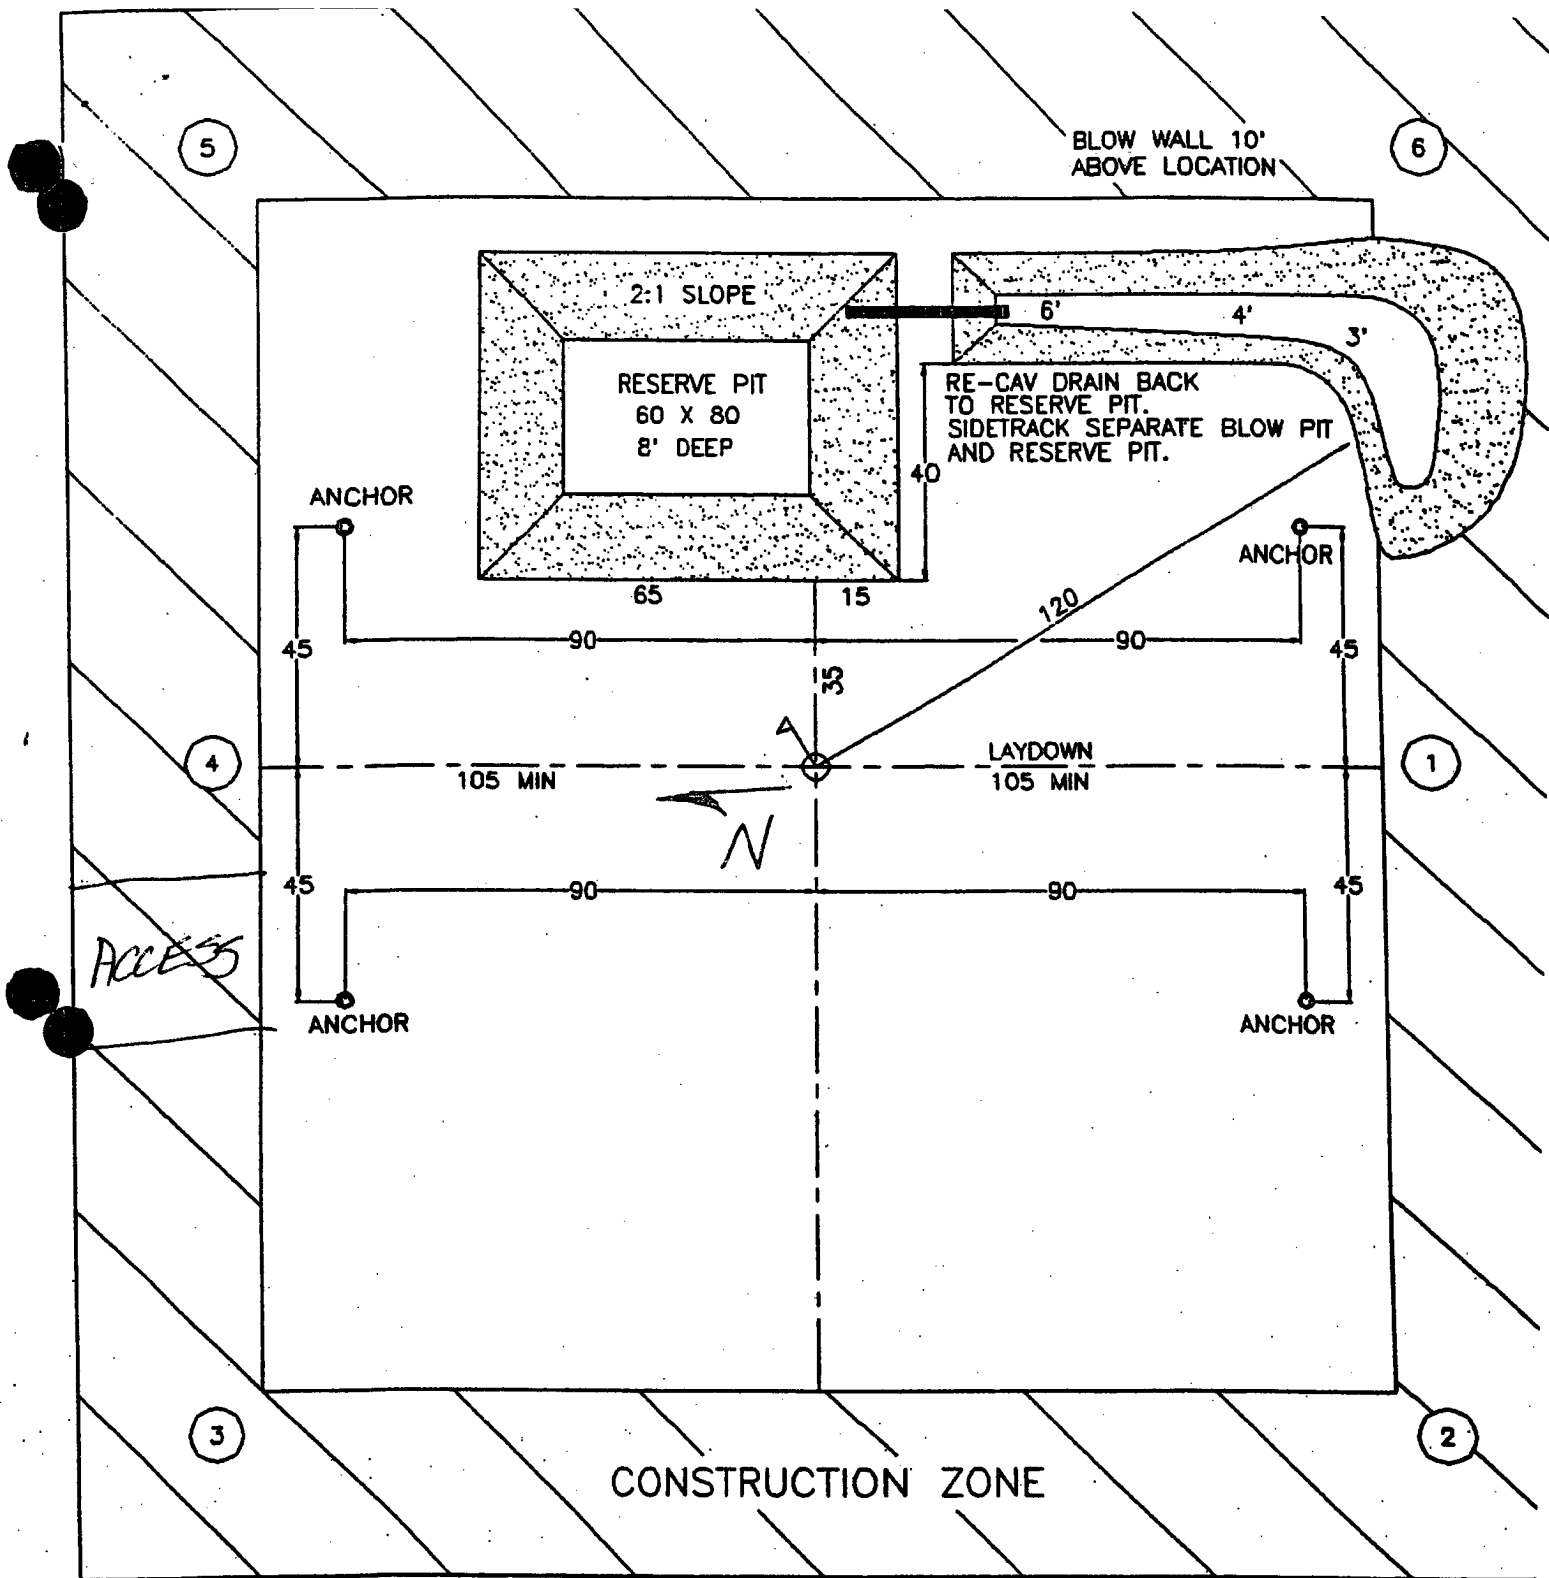 5
BLOW WALL 10'
ABOVE LOCATION
6
2:1 SLOPE
6'
4'
3'
RESERVE PIT
60 X 80
8' DEEP
RE-CAV DRAIN BACK
TO RESERVE PIT.
SIDETRACK SEPARATE BLOW PIT
AND RESERVE PIT.
40
ANCHOR
ANCHOR
65
15
120
45
90
90
45
35
4
LAYDOWN
105 MIN
105 MIN
1
N
45
90
90
45
ACCESS
ANCHOR
ANCHOR
3
2
CONSTRUCTION ZONE